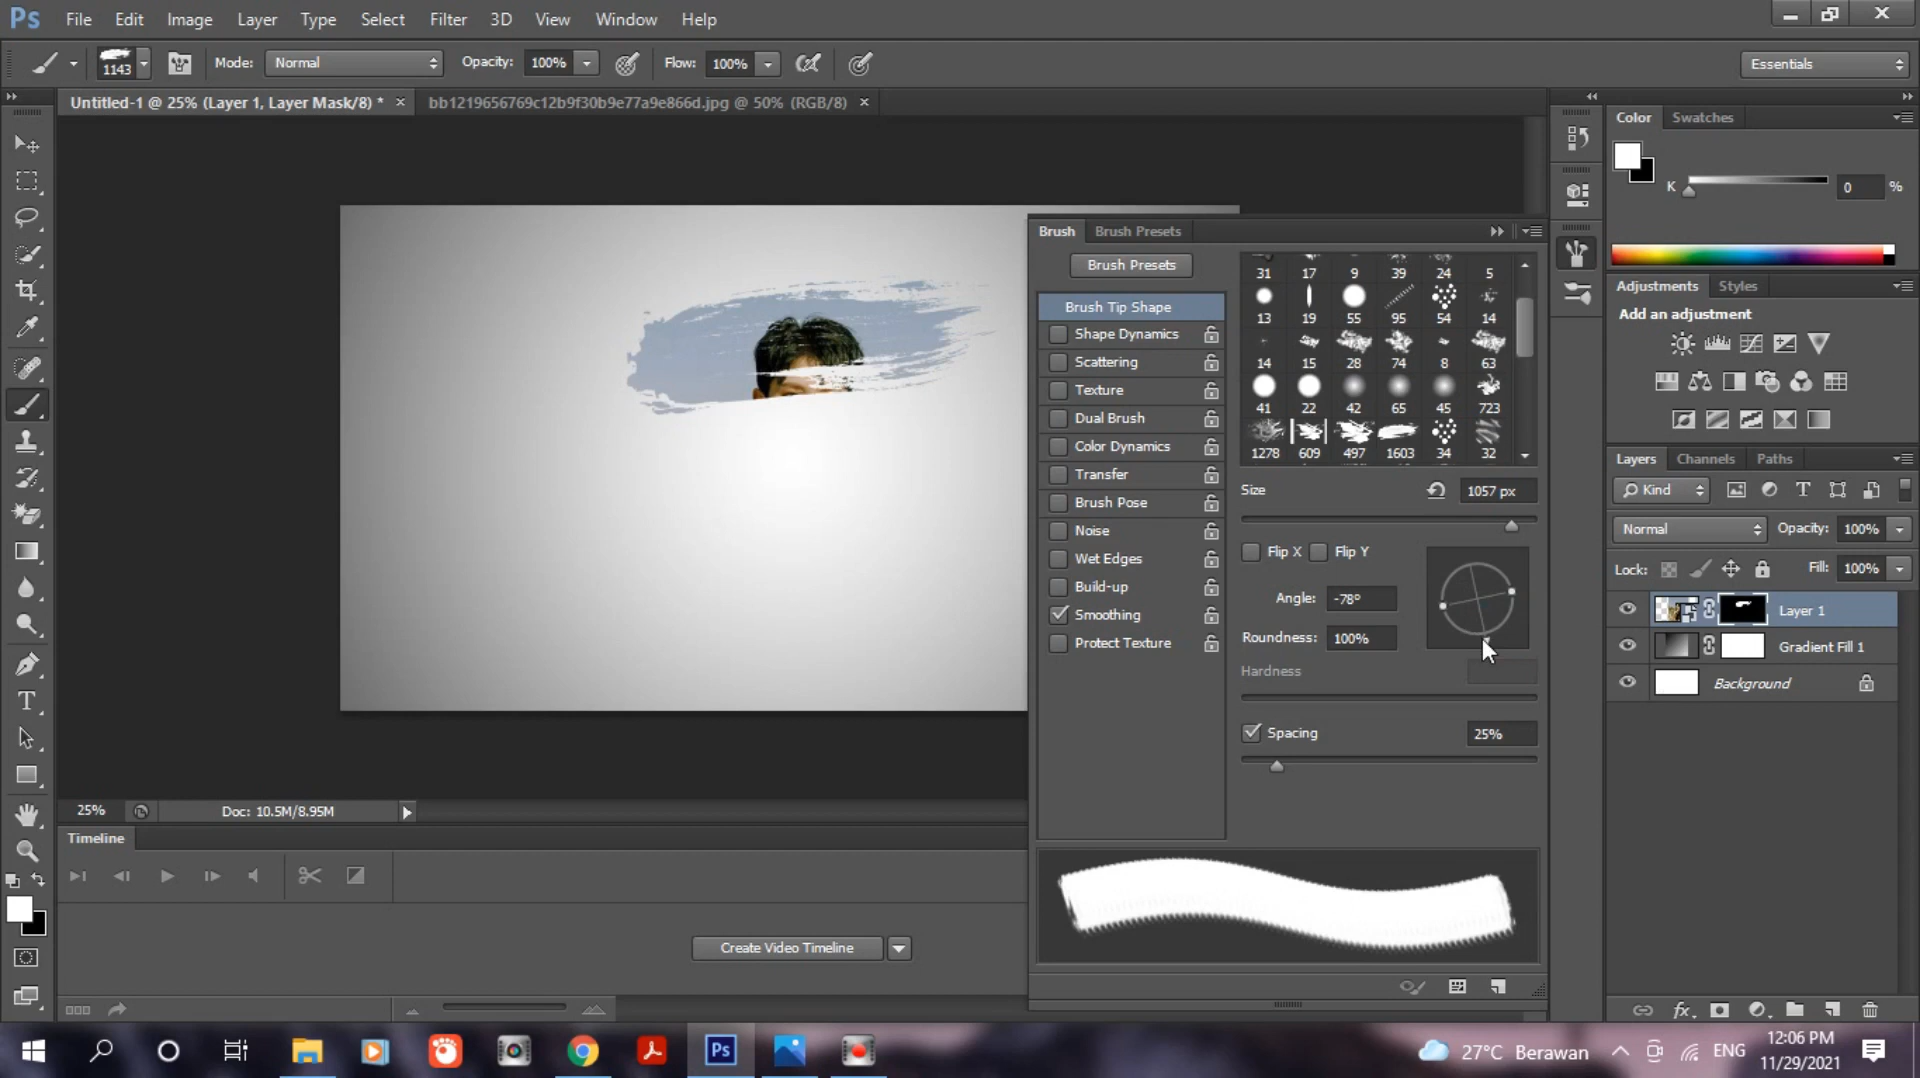 Ps File Edit Image Layer Type Select Filter 3D View Window Help
1143 Mode: Normal Opacity: 100% Flow: 100% Essentials
Untitled-1 @ 25% (Layer 1, Layer Mask/8) * × bb1219656769c12b9f30b9e77a9e866d.jpg @ 50% (RGB/8) ×
Color Swatches
K 0 %
Brush Brush Presets
Brush Presets
31 17 9 39 24 5
13 19 55 95 54 14
14 15 28 74 8 63
41 22 42 65 45 723
1278 609 497 1603 34 32
Brush Tip Shape
Shape Dynamics
Scattering
Texture
Dual Brush
Color Dynamics
Transfer
Brush Pose
Noise
Wet Edges
Build-up
Smoothing
Protect Texture
Size 1057 px
Flip X Flip Y
Angle: -78º
Roundness: 100%
Hardness
Spacing 25%
Adjustments Styles
Add an adjustment
Layers Channels Paths
Kind
Normal Opacity: 100%
Lock: Fill: 100%
Layer 1
Gradient Fill 1
Background
25% Doc: 10.5M/8.95M
Timeline
Create Video Timeline
fx
Ps 27°C Berawan ENG 12:06 PM
11/29/2021